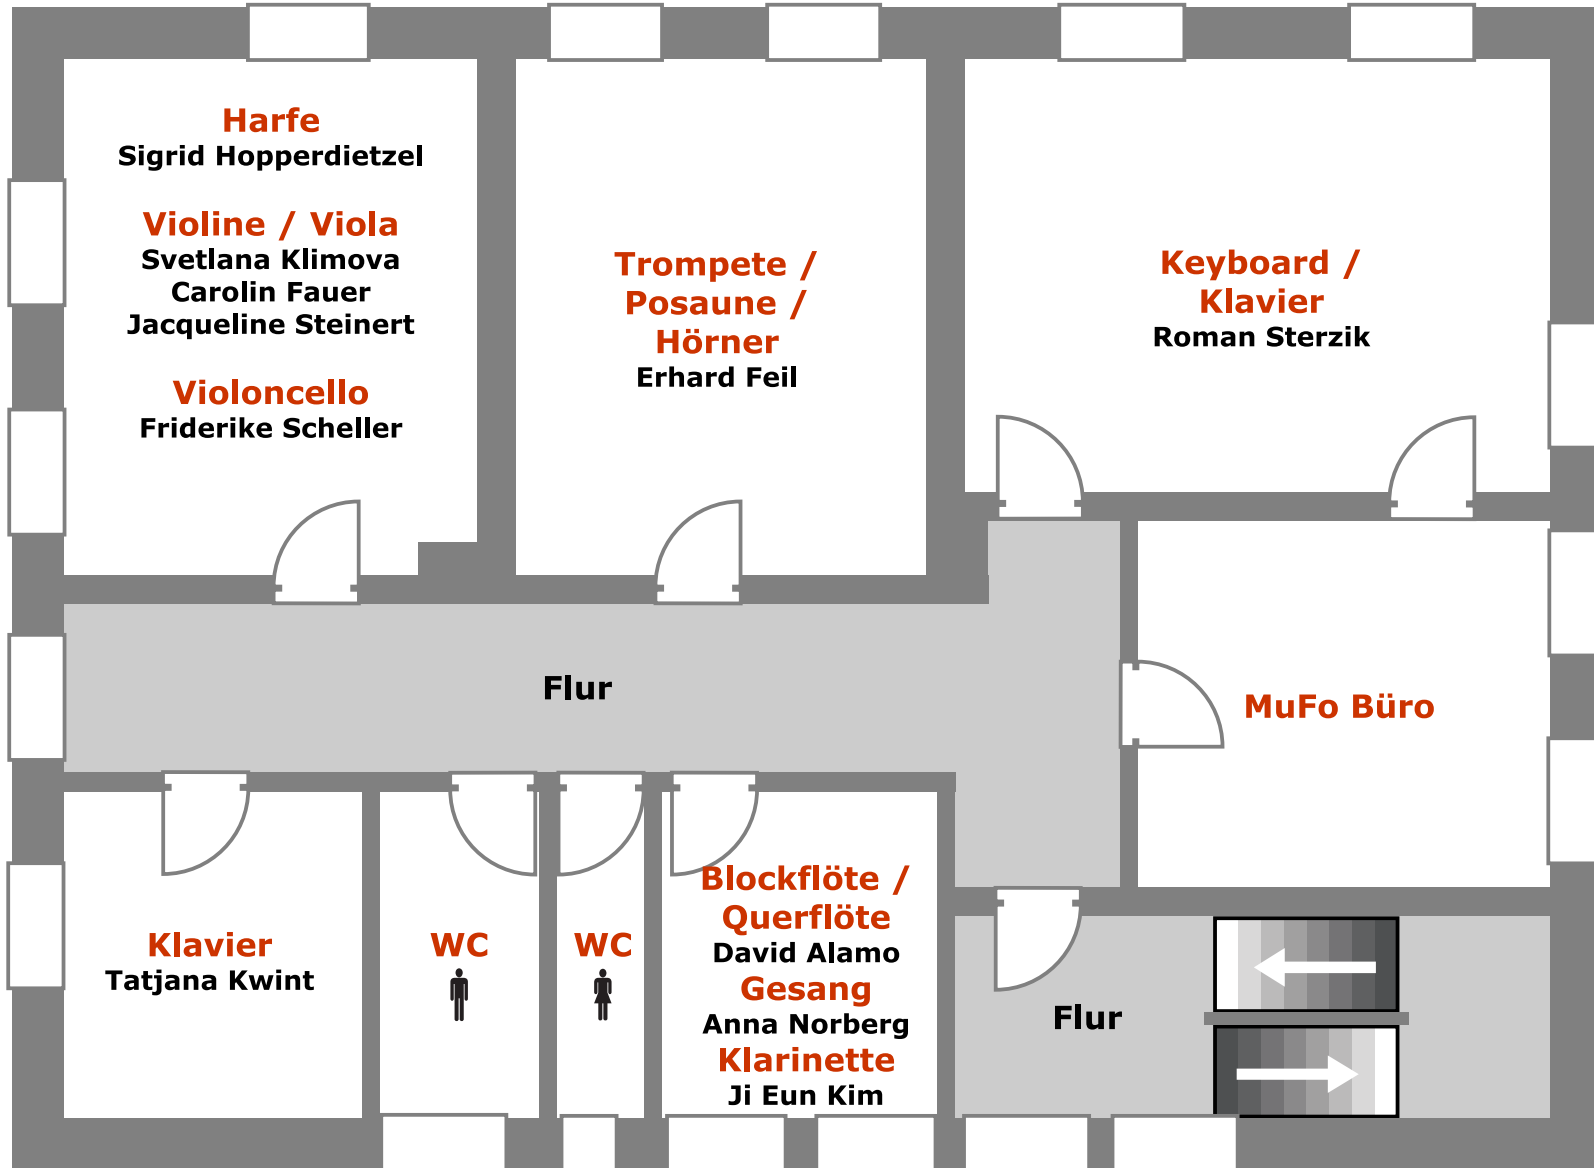 Harfe
Sigrid Hopperdietzel
Violine / Viola
Svetlana Klimova
Carolin Fauer
Jacqueline Steinert
Violoncello
Friderike Scheller
Trompete /
Posaune /
Hörner
Erhard Feil
Keyboard /
Klavier
Roman Sterzik
Flur
MuFo Büro
Klavier
Tatjana Kwint
WC
WC
Blockflöte /
Querflöte
David Alamo
Gesang
Anna Norberg
Klarinette
Ji Eun Kim
Flur